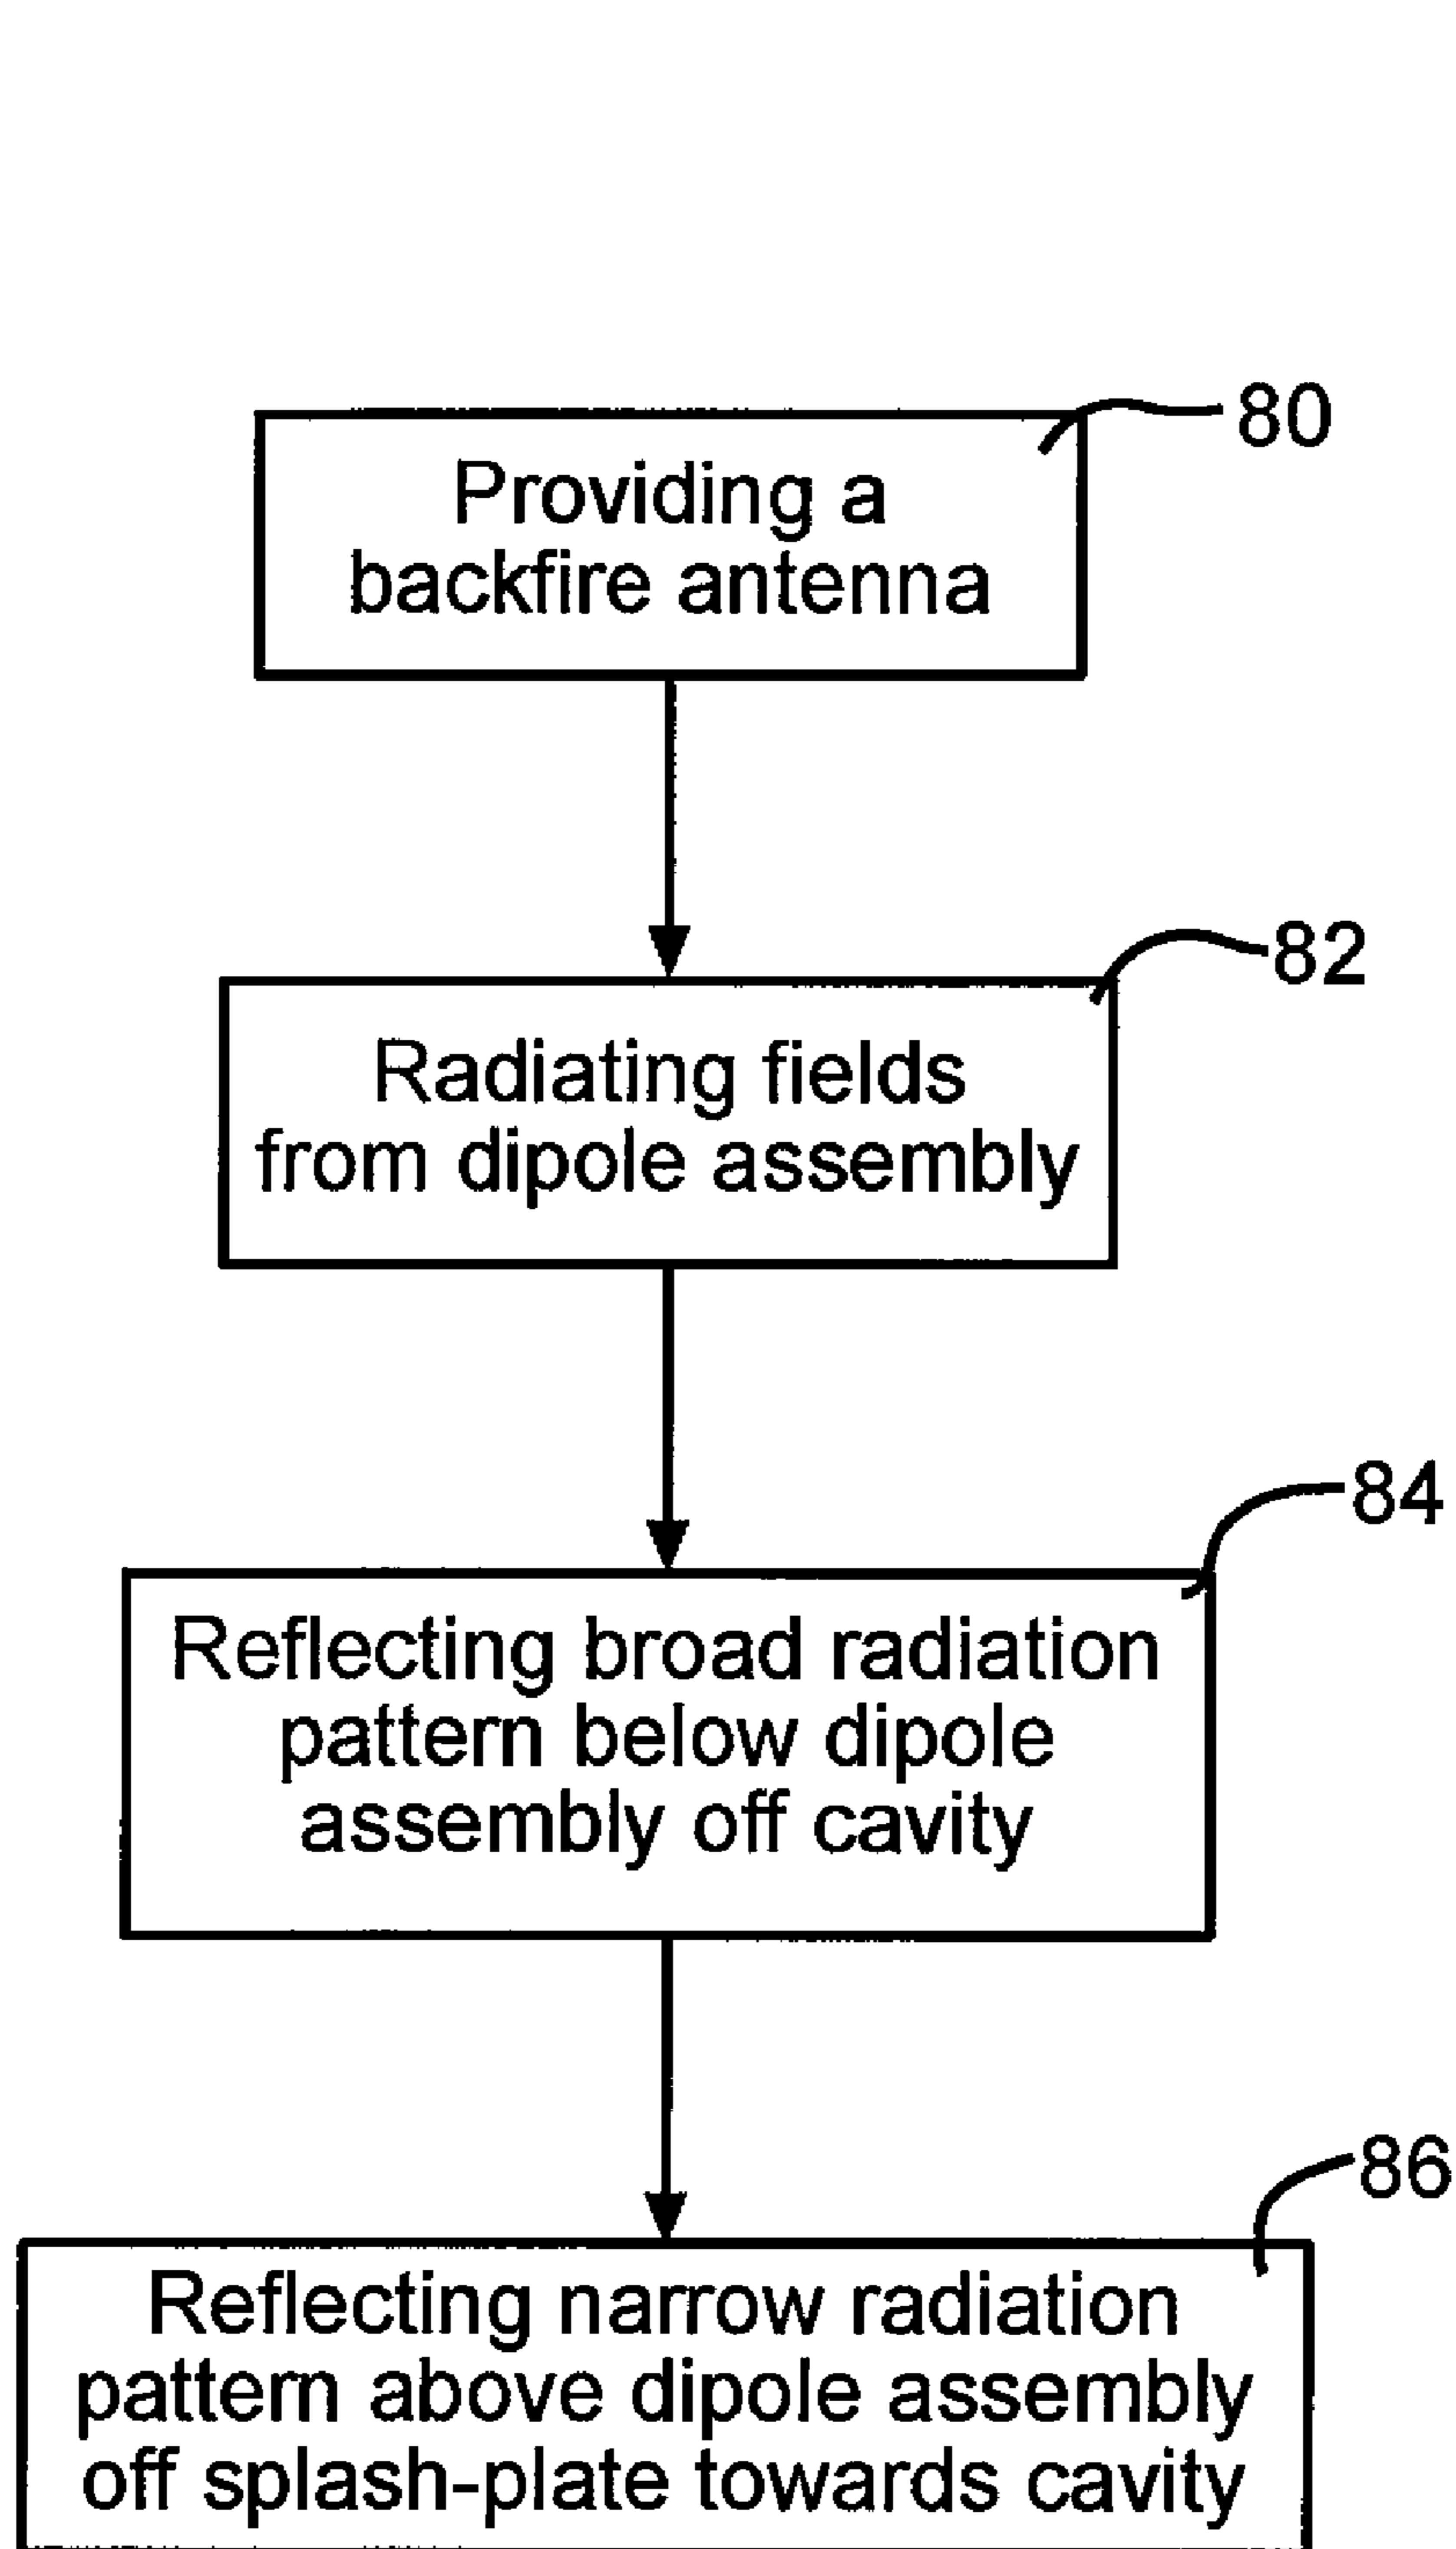 80
Providing a
backfire antenna
82
Radiating fields
from dipole assembly
84
Reflecting broad radiation
pattern below dipole
assembly off cavity
86
Reflecting narrow radiation
pattern above dipole assembly
off splash-plate towards cavity